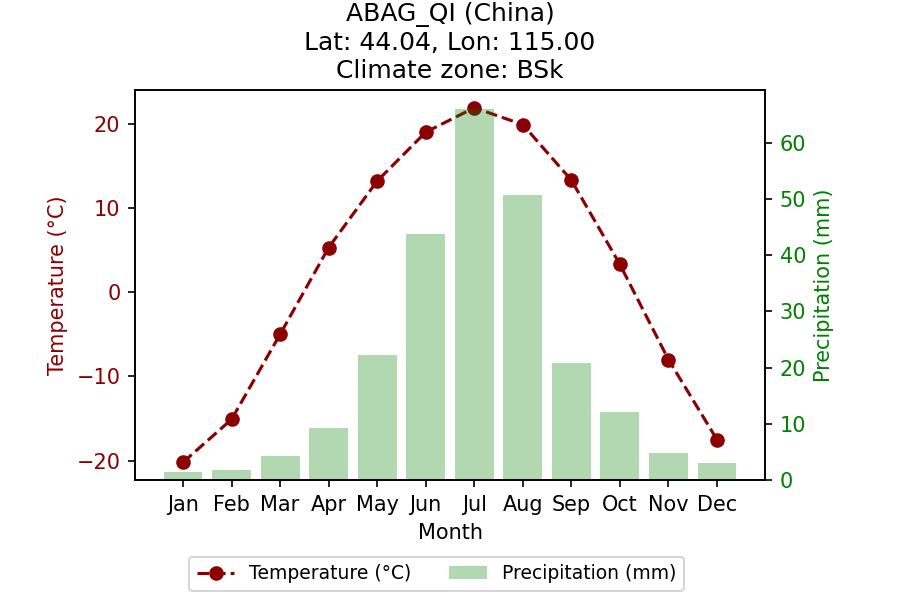 ABAG_QI (China)
Lat: 44.04, Lon: 115.00
Climate zone: BSk
20
10
0
−10
−20
Temperature (°C)
60
50
40
30
20
10
0
Precipitation (mm)
Jan Feb Mar Apr May Jun Jul Aug Sep Oct Nov Dec
Month
Temperature (°C) Precipitation (mm)